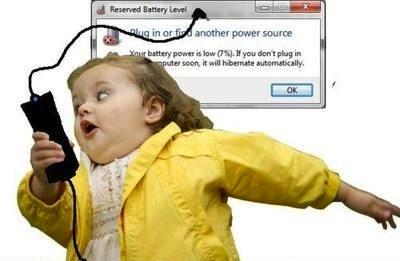 Reserved Battery Level
Plug in or find another power source
Your battery power is low (7%). If you don't plug in
computer soon, it will hibernate automatically.
OK